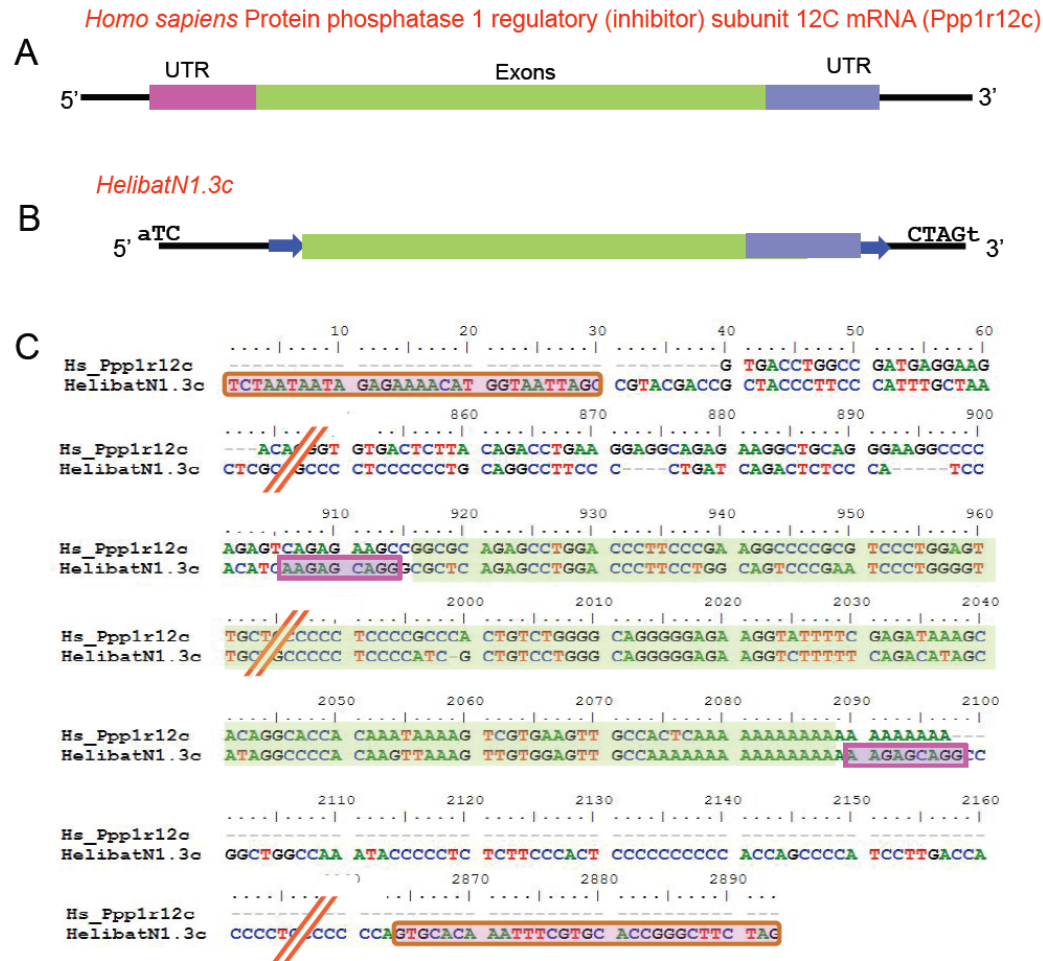 Homo sapiens Protein phosphatase 1 regulatory (inhibitor) subunit 12C mRNA (Ppp1r12c)
A
UTR Exons UTR
5’ 3’
HelibatN1.3c
B
5’ aTC CTAGt 3’
C
10 20 30 40 50 60
Hs_Ppp1r12c ------------------------------ ---------G TGACCTGGCC GATGAGGAAG
HelibatN1.3c TCTAATAATA GAGAAAACAT GGTAATTAGC CGTACGACCG CTACCCTTCC CATTTGCTAA
860 870 880 890 900
Hs_Ppp1r12c ---ACAG GGT GTGACTCTTA CAGACCTGAA GGAGGCAGAG AAGGCTGCAG GGAAGGCCCC
HelibatN1.3c CTCGC GCCC CTCCCCCCTG CAGGCCTTCC C----CTGAT CAGACTCTCC CA-----TCC
910 920 930 940 950 960
Hs_Ppp1r12c AGAGTCAGAG AAGCCGGCGC AGAGCCTGGA CCCTTCCCGA AGGCCCCGCG TCCCTGGAGT
HelibatN1.3c ACATCAAGAG CAGGGCGCTC AGAGCCTGGA CCCTTCCTGG CAGTCCCGAA TCCCTGGGGT
2000 2010 2020 2030 2040
Hs_Ppp1r12c TGCT CCCCC TCCCCGCCCA CTGTCTGGGG CAGGGGGAGA AGGTATTTTC GAGATAAAGC
HelibatN1.3c TGC GCCCCC TCCCCATC-G CTGTCCTGGG CAGGGGGAGA AGGTCTTTTT CAGACATAGC
2050 2060 2070 2080 2090 2100
Hs_Ppp1r12c ACAGGCACCA CAAATAAAAG TCGTGAAGTT GCCACTCAAA AAAAAAAAAA AAAAAAA---
HelibatN1.3c ATAGGCCCCA CAAGTTAAAG TTGTGGAGTT GCCAAAAAAA AAAAAAAAAA AGAGCAGGCC
2110 2120 2130 2140 2150 2160
Hs_Ppp1r12c ---------- ---------- ---------- ---------- ---------- ----------
HelibatN1.3c GGCTGGCCAA ATACCCCCTC TCTTCCCACT CCCCCCCCCC ACCAGCCCCA TCCTTGACCA
2870 2880 2890
Hs_Ppp1r12c ---------- ---------- ---------- ---------- ---
HelibatN1.3c CCCCT CCCC CCAGTGCACA AATTTCGTGC ACCGGGCTTC TAG